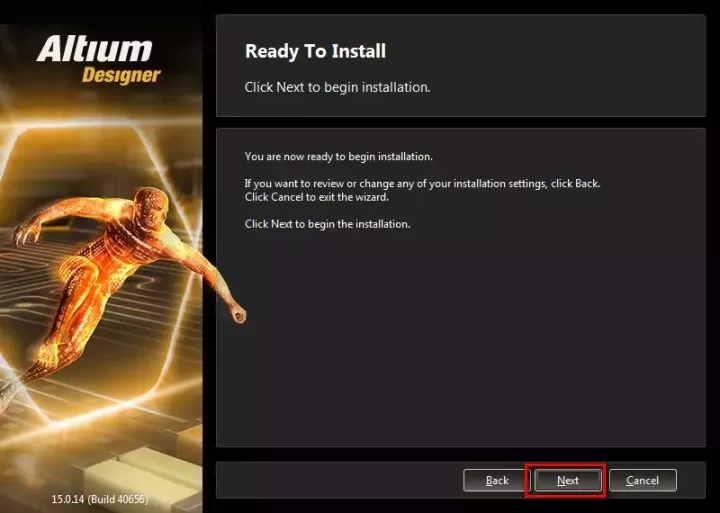 Altium
Designer
Ready To Install
Click Next to begin installation.
You are now ready to begin installation.
If you want to review or change any of your installation settings, click Back.
Click Cancel to exit the wizard.
Click Next to begin the installation.
Back
Next
Cancel
15.0.14 (Build 40656)